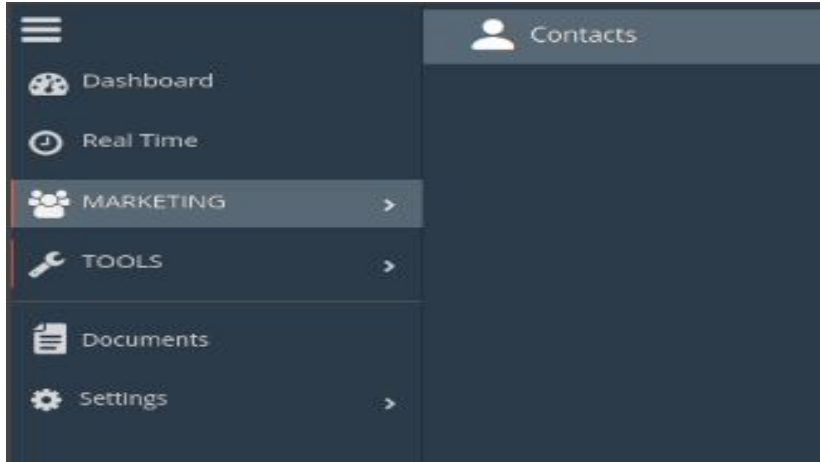 Dashboard
Real Time
MARKETING
TOOLS
Documents
Settings
Contacts